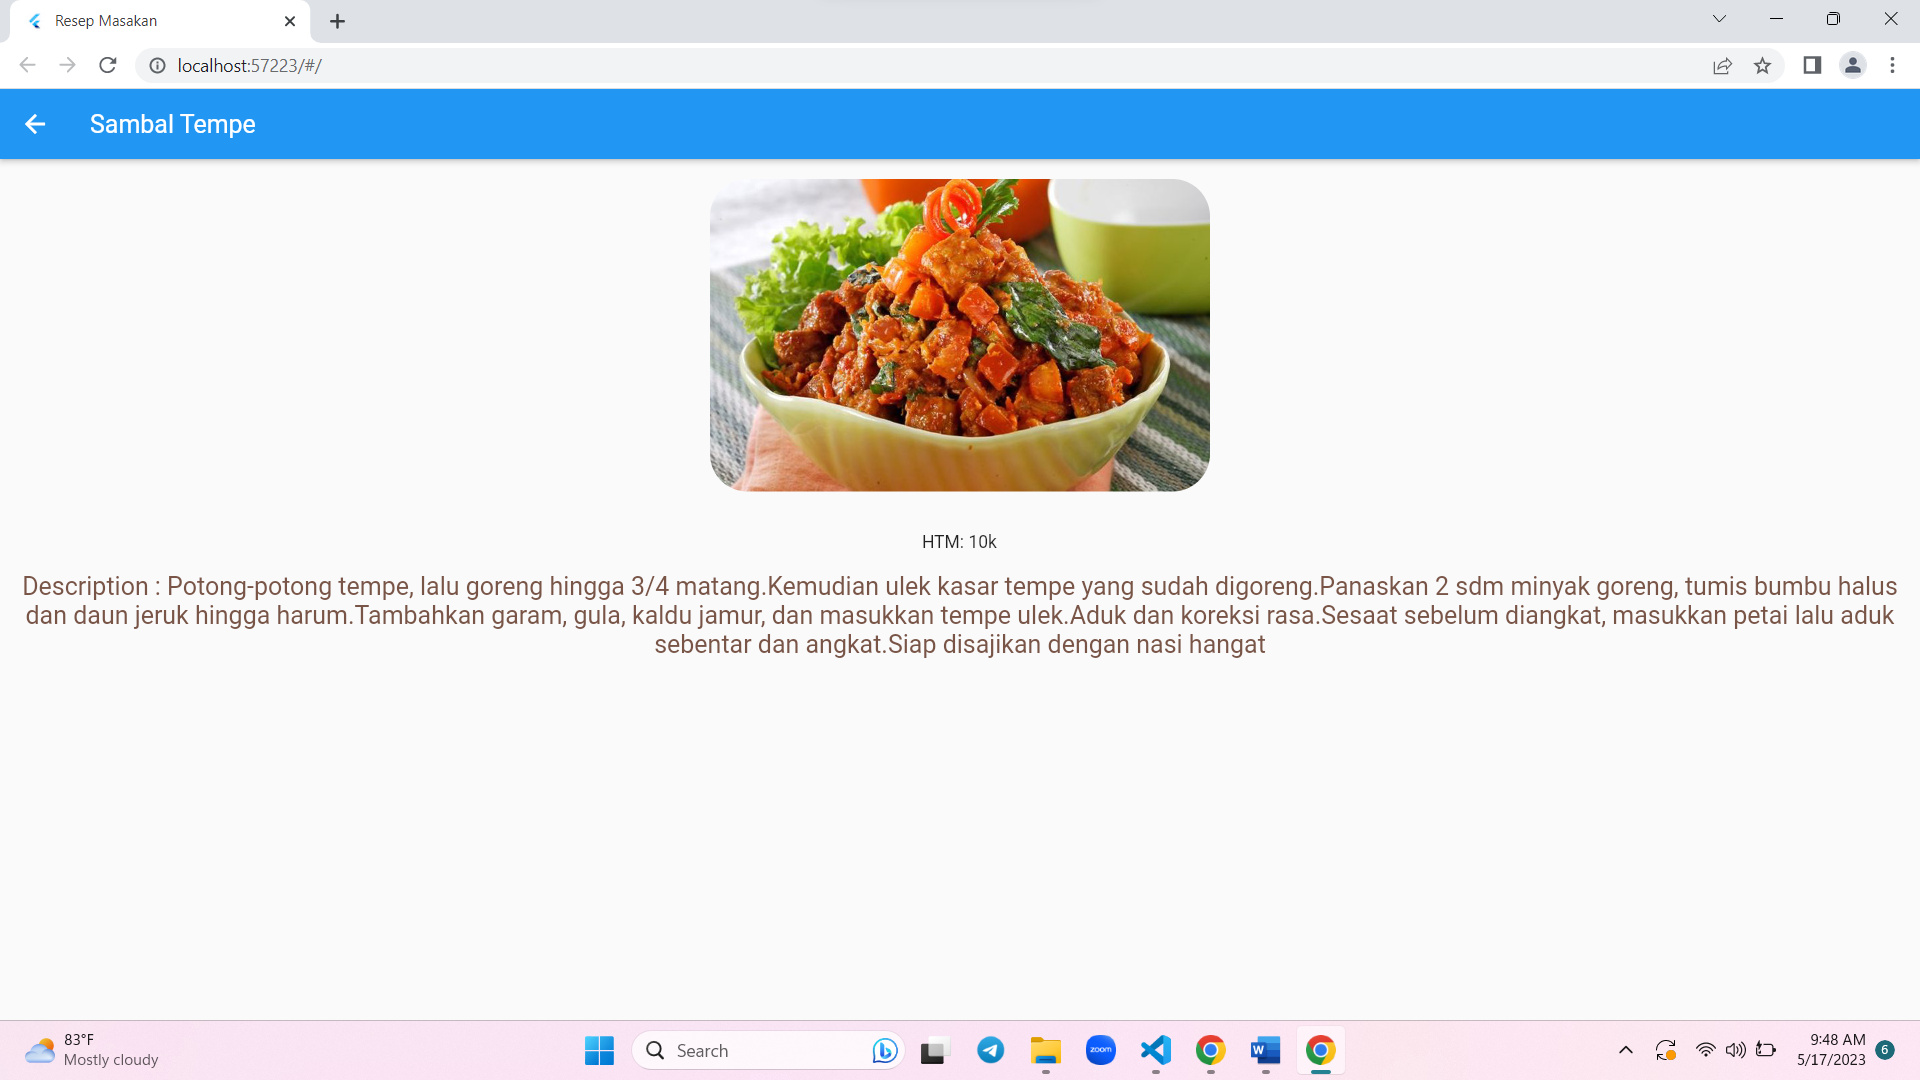 Resep Masakan
localhost:57223/#/
Sambal Tempe
HTM: 10k
Description : Potong-potong tempe, lalu goreng hingga 3/4 matang.Kemudian ulek kasar tempe yang sudah digoreng.Panaskan 2 sdm minyak goreng, tumis bumbu halus
dan daun jeruk hingga harum.Tambahkan garam, gula, kaldu jamur, dan masukkan tempe ulek.Aduk dan koreksi rasa.Sesaat sebelum diangkat, masukkan petai lalu aduk
sebentar dan angkat.Siap disajikan dengan nasi hangat
83°F
Mostly cloudy
Search
zoom
W
9:48 AM
5/17/2023
6